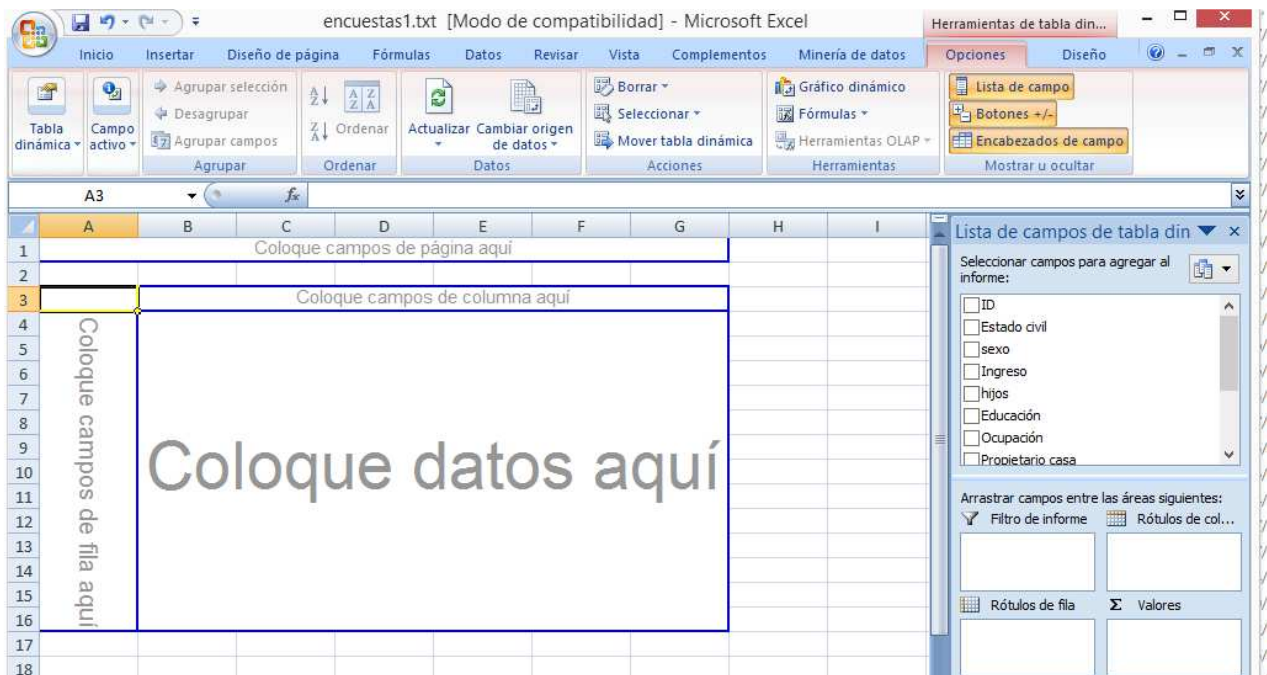 encuestas1.txt [Modo de compatibilidad] - Microsoft Excel
Herramientas de tabla din...
Inicio Insertar Diseño de página Fórmulas Datos Revisar Vista Complementos Minería de datos Opciones Diseño
Tabla dinámica
Campo activo
Agrupar selección
Desagrupar
Agrupar campos
Agrupar
Ordenar
Ordenar
Actualizar
Cambiar origen de datos
Datos
Borrar
Seleccionar
Mover tabla dinámica
Acciones
Gráfico dinámico
Fórmulas
Herramientas OLAP
Herramientas
Lista de campo
Botones +/-
Encabezados de campo
Mostrar u ocultar
A3
fx
A B C D E F G H I
1
2
3
4
5
6
7
8
9
10
11
12
13
14
15
16
17
18
Coloque campos de página aquí
Coloque campos de columna aquí
Coloque campos de fila aquí
Coloque datos aquí
Lista de campos de tabla din
Seleccionar campos para agregar al
informe:
ID
Estado civil
sexo
Ingreso
hijos
Educación
Ocupación
Propietario casa
Arrastrar campos entre las áreas siguientes:
Filtro de informe
Rótulos de col...
Rótulos de fila
Σ Valores